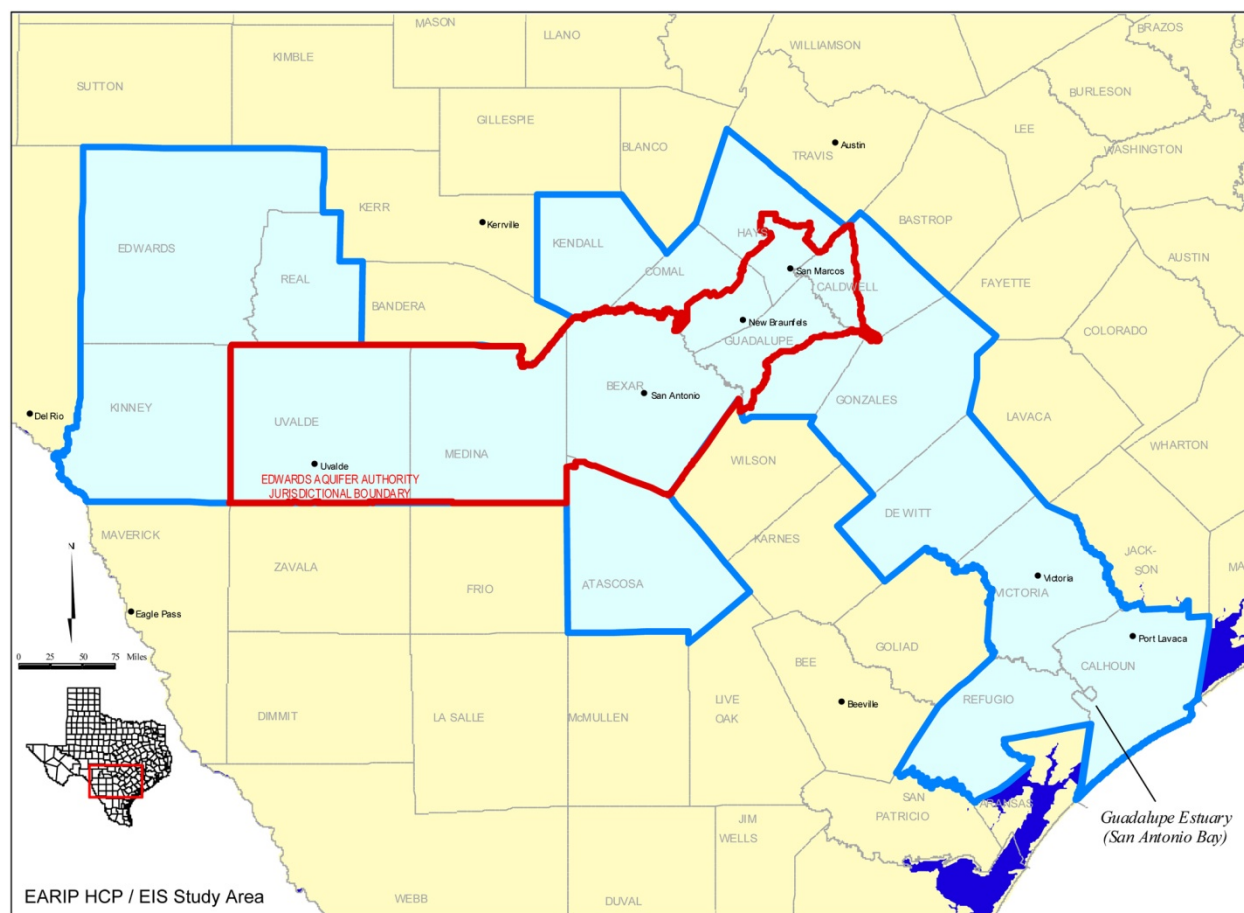 MASON
LLANO
WILLIAMSON
BRAZOS
KIMBLE
SUTTON
BURLESON
GILLESPIE
LEE
BLANCO
TRAVIS
Austin
WASHINGTON
KERR
Kerrville
BASTROP
EDWARDS
KENDALL
HAYS
AUSTIN
REAL
COMAL
San Marcos
CALDWELL
FAYETTE
BANDERA
New Braunfels
GUADALUPE
COLORADO
BEXAR
San Antonio
KINNEY
Del Rio
GONZALES
LAVACA
UVALDE
WHARTON
MEDINA
WILSON
Uvalde
EDWARDS AQUIFER AUTHORITY
JURISDICTIONAL BOUNDARY
DE WITT
MAVERICK
KARNES
N
ZAVALA
JACK-
SON
FRIO
ATASCOSA
Victoria
VICTORIA
Eagle Pass
Port Lavaca
GOLIAD
0 25 50 75 Miles
BEE
CALHOUN
REFUGIO
LIVE
OAK
Beeville
DIMMIT
LA SALLE
McMULLEN
SAN
PATRICIO
ARANSAS
Guadalupe Estuary
(San Antonio Bay)
JIM
WELLS
EARIP HCP / EIS Study Area
WEBB
DUVAL